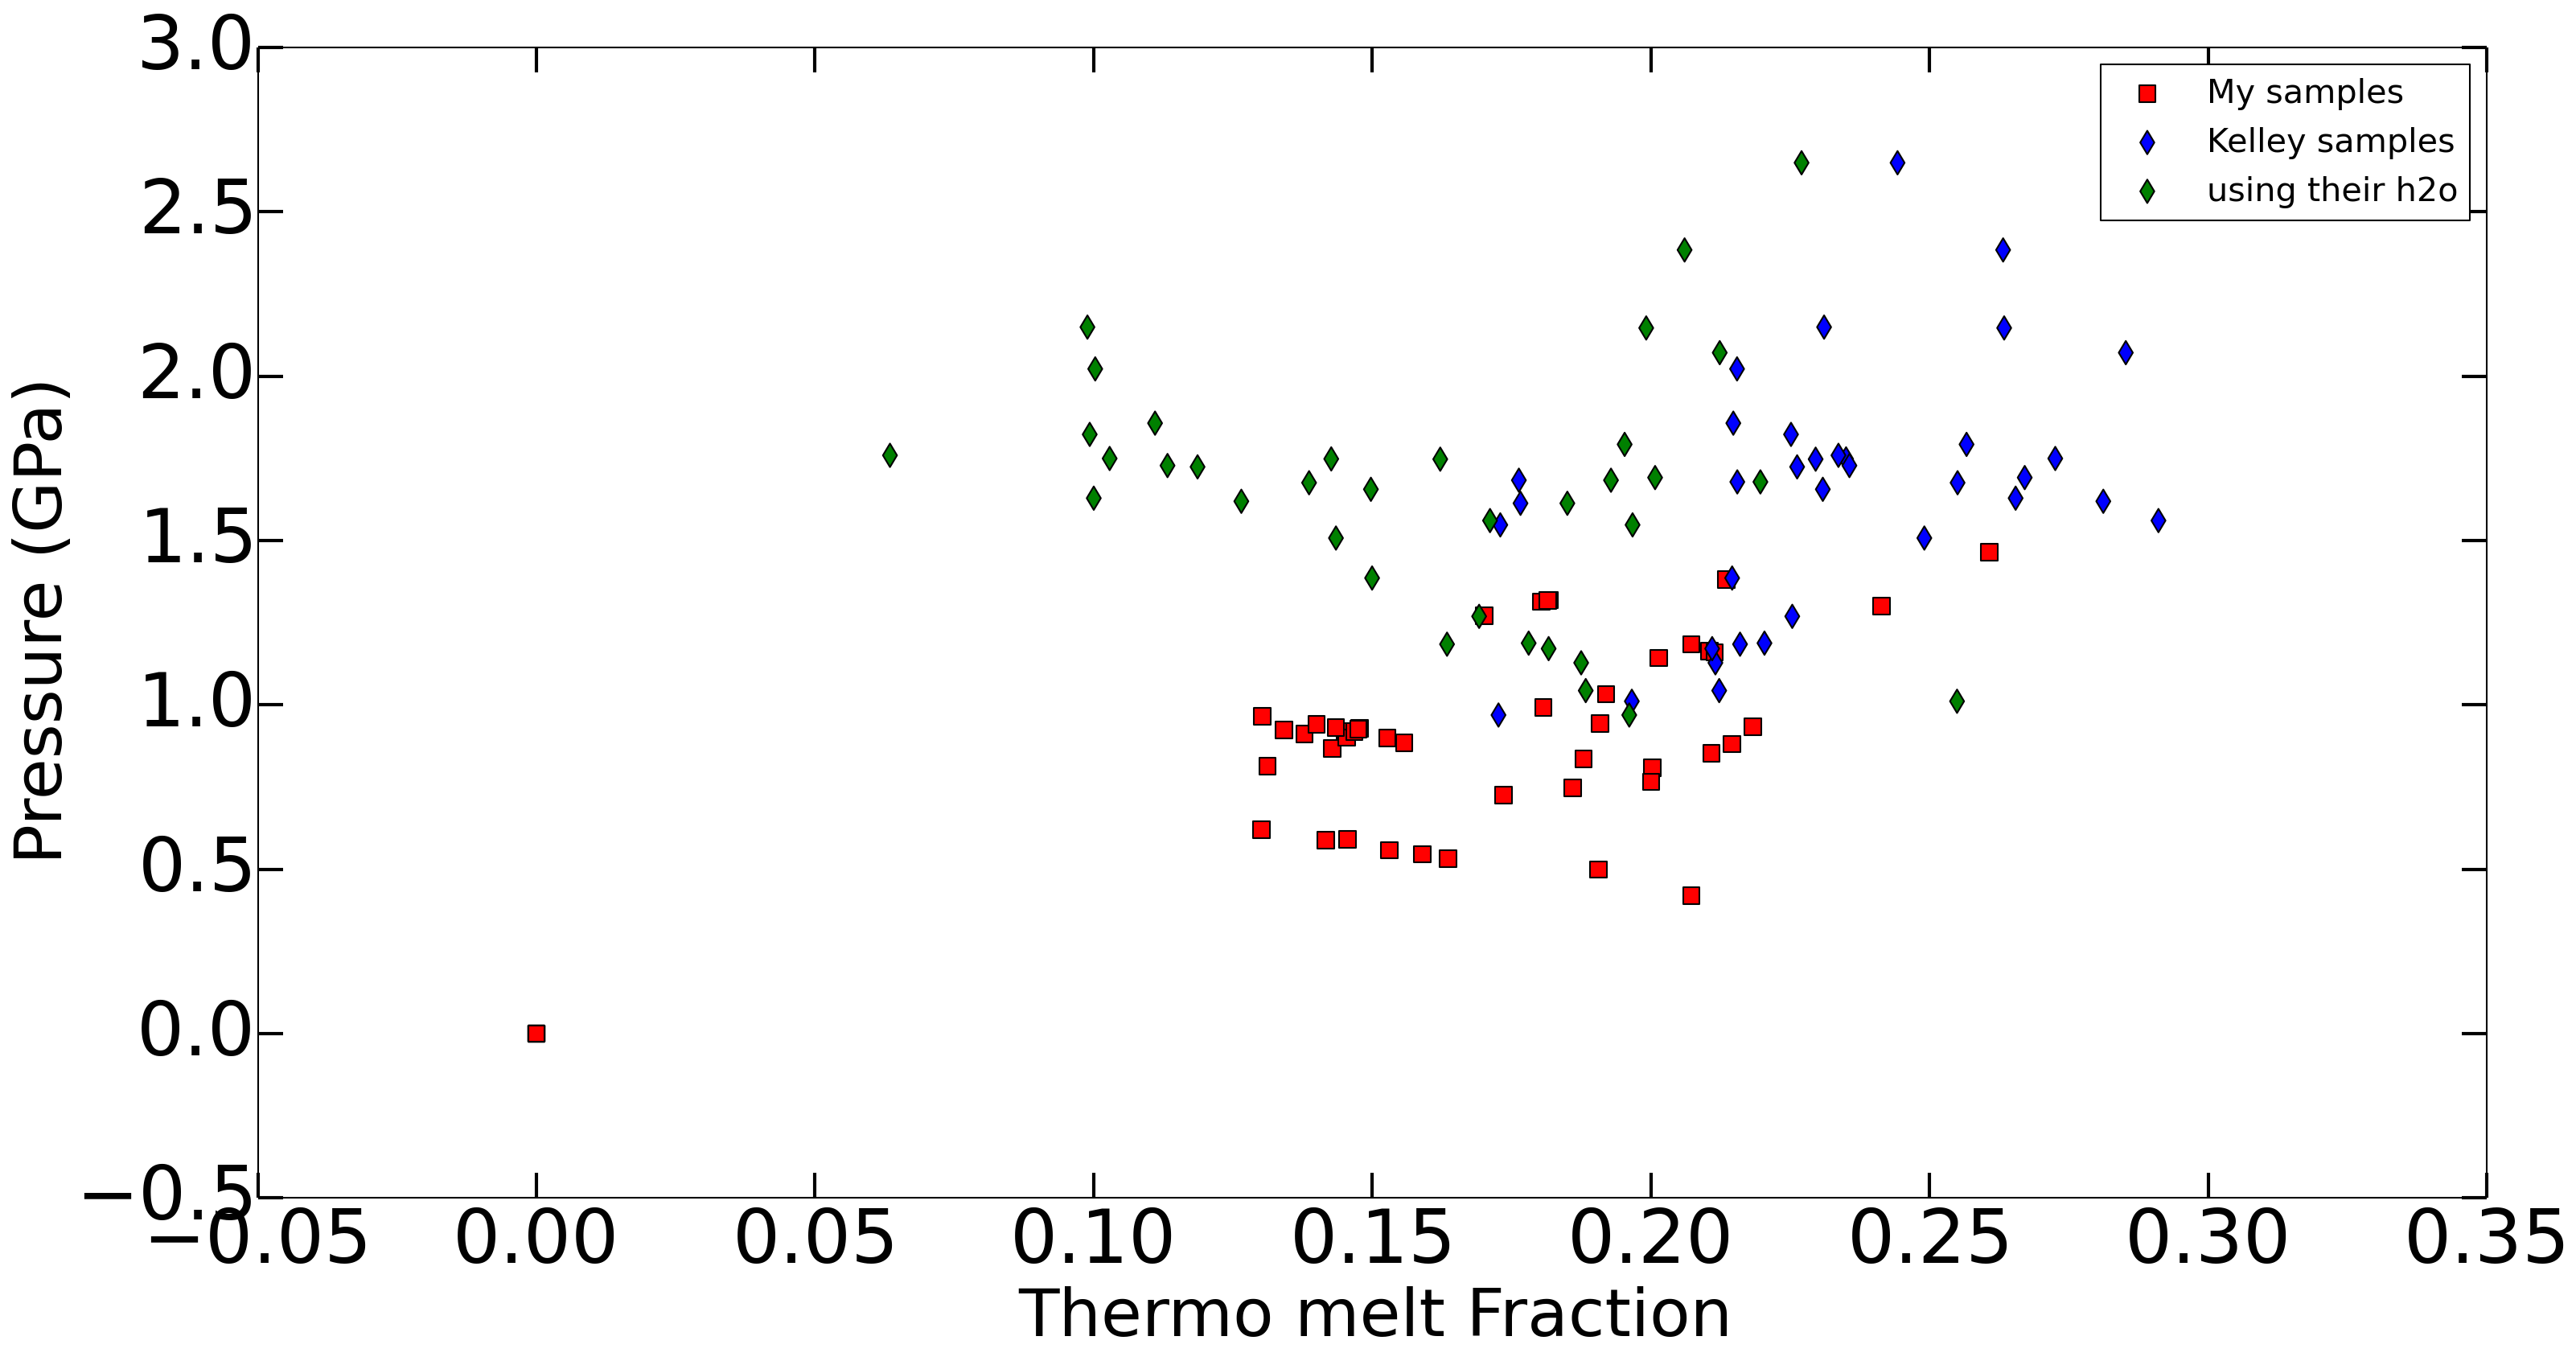 3.0
2.5
2.0
1.5
1.0
0.5
0.0
−0.5
Pressure (GPa)
My samples
Kelley samples
using their h2o
−0.05 0.00 0.05 0.10 0.15 0.20 0.25 0.30 0.35
Thermo melt Fraction